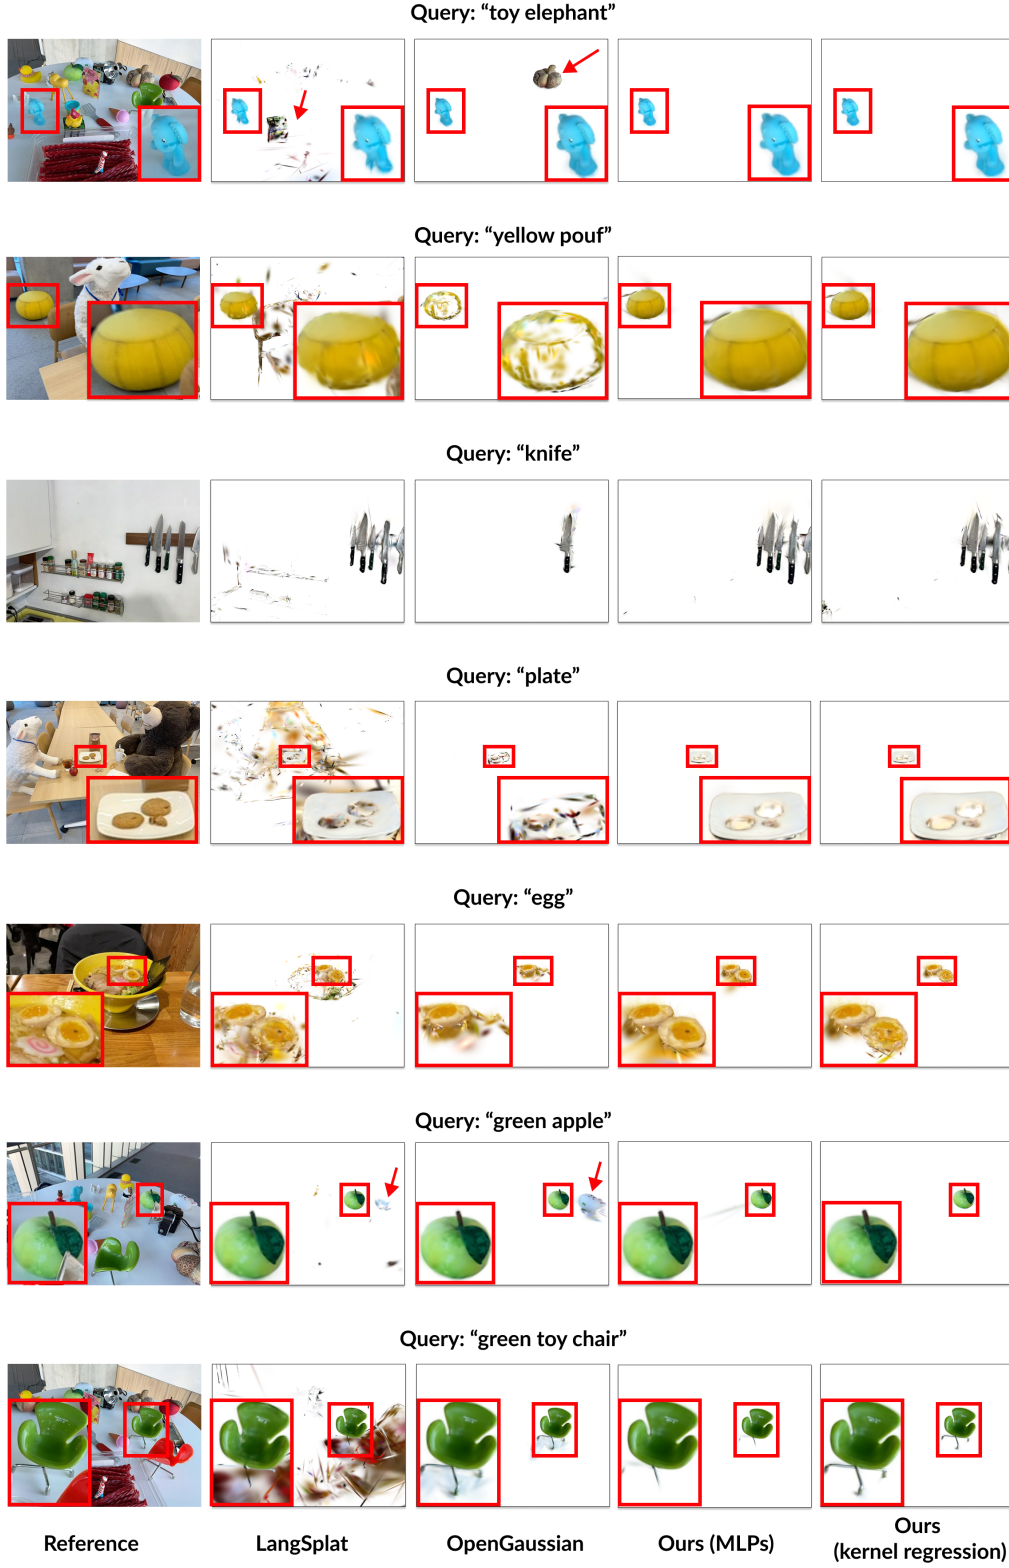 Query: “toy elephant”
Query: “yellow pouf”
Query: “knife”
Query: “plate”
Query: “egg”
Query: “green apple”
Query: “green toy chair”
Reference LangSplat OpenGaussian Ours (MLPs) Ours
(kernel regression)